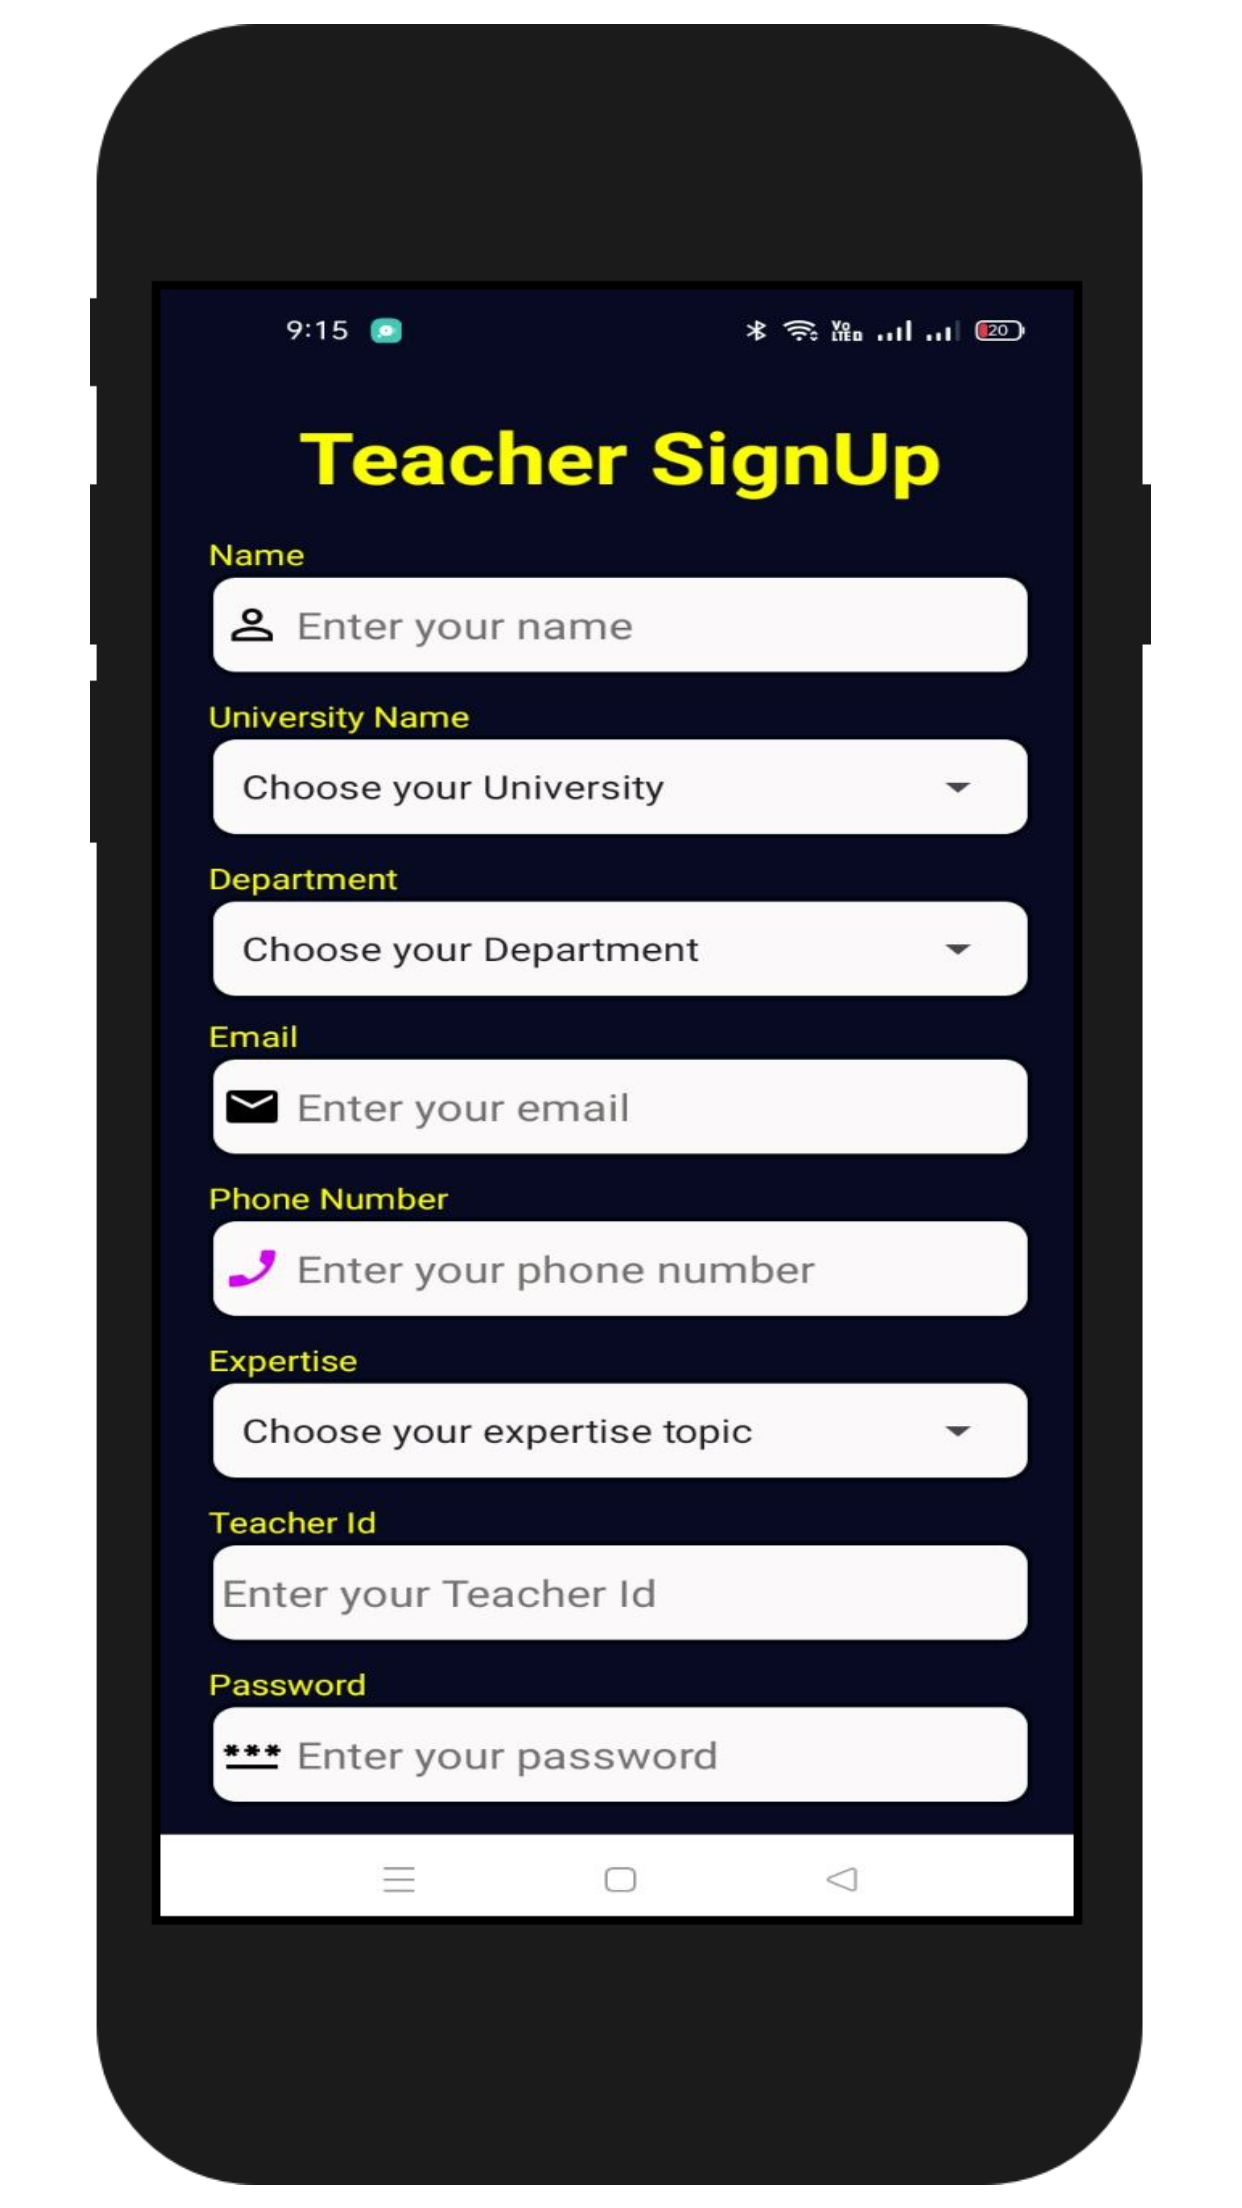 9:15 Vo LTE D 20
Teacher SignUp
Name
Enter your name
University Name
Choose your University
Department
Choose your Department
Email
Enter your email
Phone Number
Enter your phone number
Expertise
Choose your expertise topic
Teacher Id
Enter your Teacher Id
Password
*** Enter your password